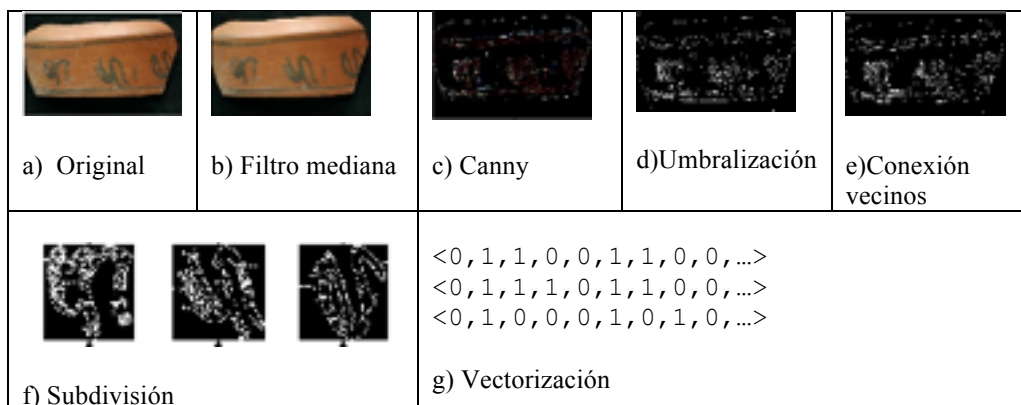 a) Original
b) Filtro mediana
c) Canny
d)Umbralización
e)Conexión
vecinos
f) Subdivisión
<0,1,1,0,0,1,1,0,0,…>
<0,1,1,1,0,1,1,0,0,…>
<0,1,0,0,0,1,0,1,0,…>
g) Vectorización